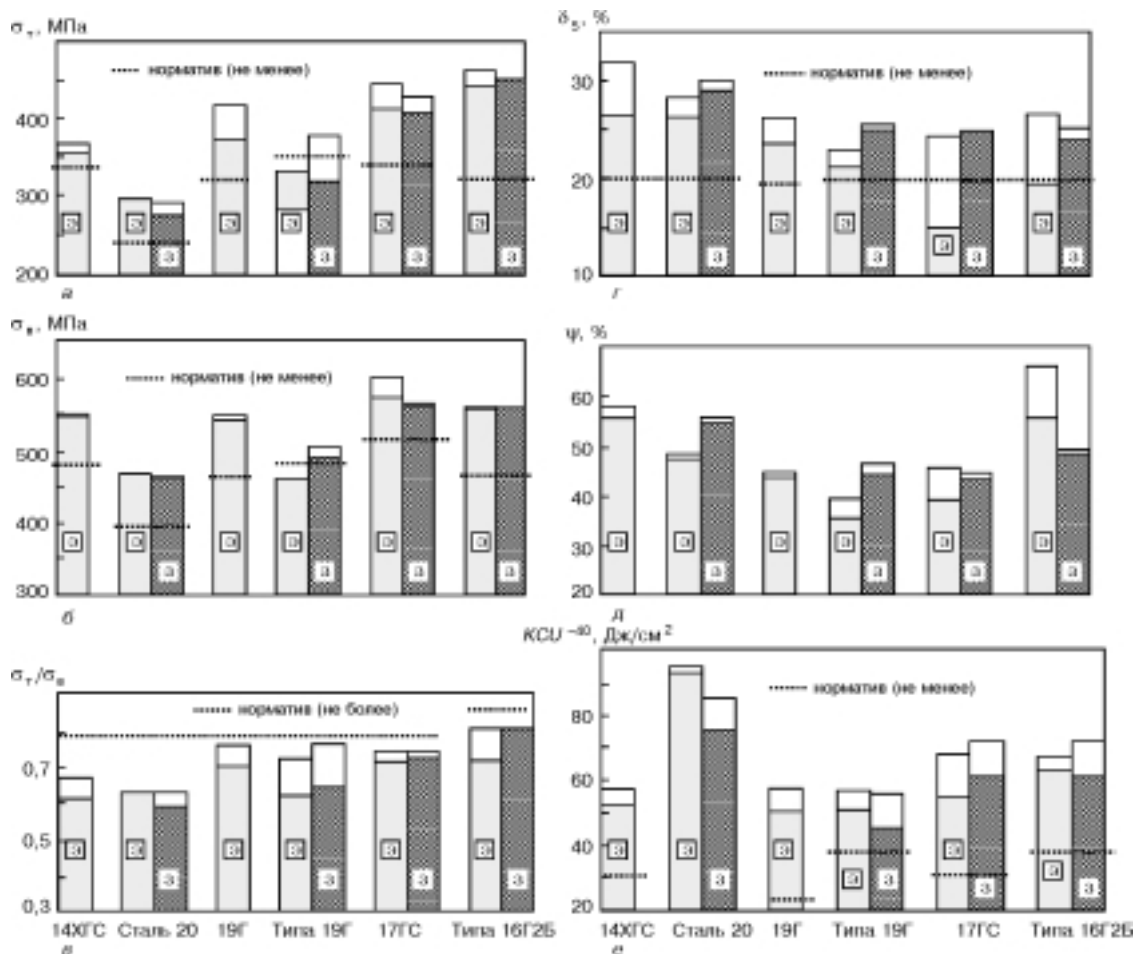 σт, МПа
норматив (не менее)
400
300
200
Э Э Э Э Э Э
З З З З
а
δ5, %
норматив (не менее)
30
20
10
Э Э Э Э Э Э
З З З З
г
σв, МПа
600
норматив (не менее)
500
400
300
Э Э Э Э Э Э
З З З З
б
ψ, %
60
50
40
30
20
Э Э Э Э Э Э
З З З З
д
σт/σв
норматив (не более)
0,7
0,5
0,3
Э Э Э Э Э Э
З З З З
14ХГС Сталь 20 19Г Типа 19Г 17ГС Типа 16Г2Б
в
KCU −40, Дж/см2
норматив (не менее)
80
60
40
20
Э Э Э Э Э Э
З З З З
14ХГС Сталь 20 19Г Типа 19Г 17ГС Типа 16Г2Б
е